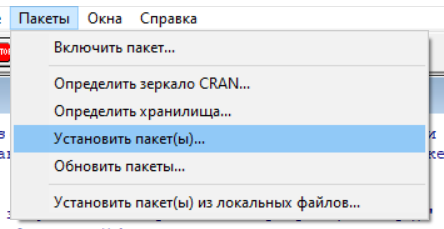 Пакеты Окна Справка
Включить пакет...
Определить зеркало CRAN...
Определить хранилища...
Установить пакет(ы)...
Обновить пакеты...
Установить пакет(ы) из локальных файлов...